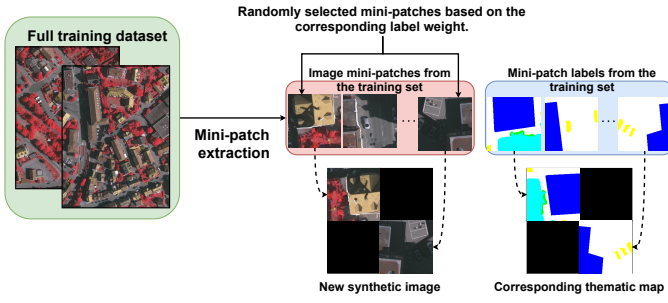 Randomly selected mini-patches based on the
corresponding label weight.
Full training dataset
Image mini-patches from
the training set
Mini-patch labels from the training
set
Mini-patch
extraction
...
...
New synthetic image
Corresponding thematic map